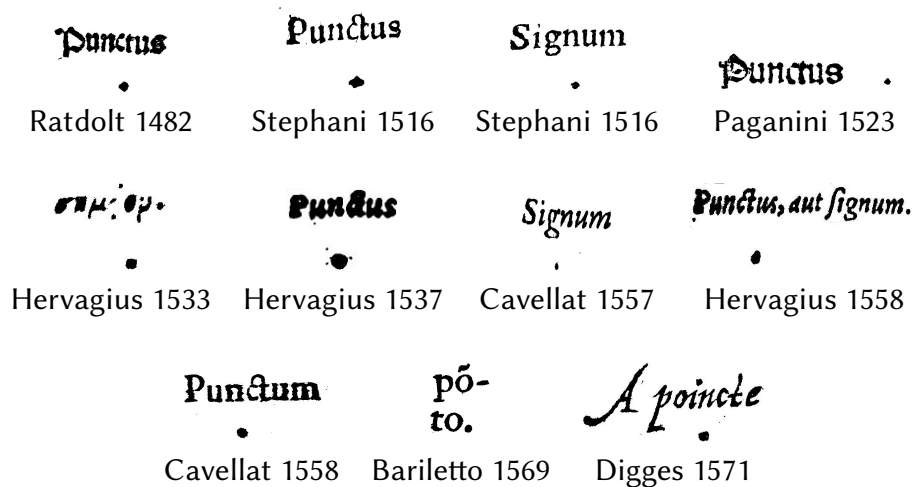 Punctus
Ratdolt 1482
Punctus
Stephani 1516
Signum
Stephani 1516
Punctus
Paganini 1523
Hervagius 1533
Punctus
Hervagius 1537
Signum
Cavellat 1557
Punctus, aut ſignum.
Hervagius 1558
Punctum
Cavellat 1558
põ-
to.
Bariletto 1569
A poincte
Digges 1571